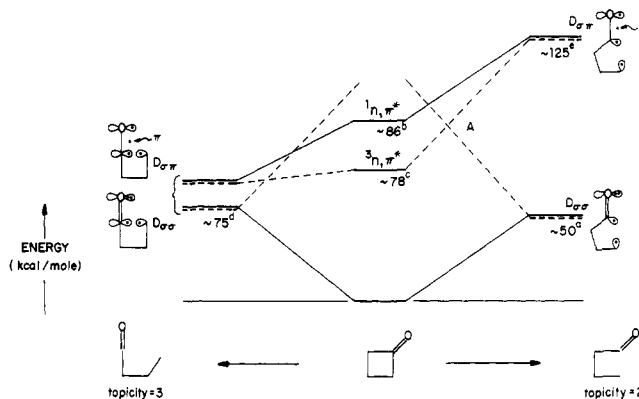 Dσπ
~125ᵉ
¹n,π*
~86ᵇ
A
π
Dσπ
³n,π*
~78ᶜ
Dσσ
Dσσ
~75ᵈ
~50ᵃ
ENERGY
(kcal/mole)
topicity=3
topicity=2